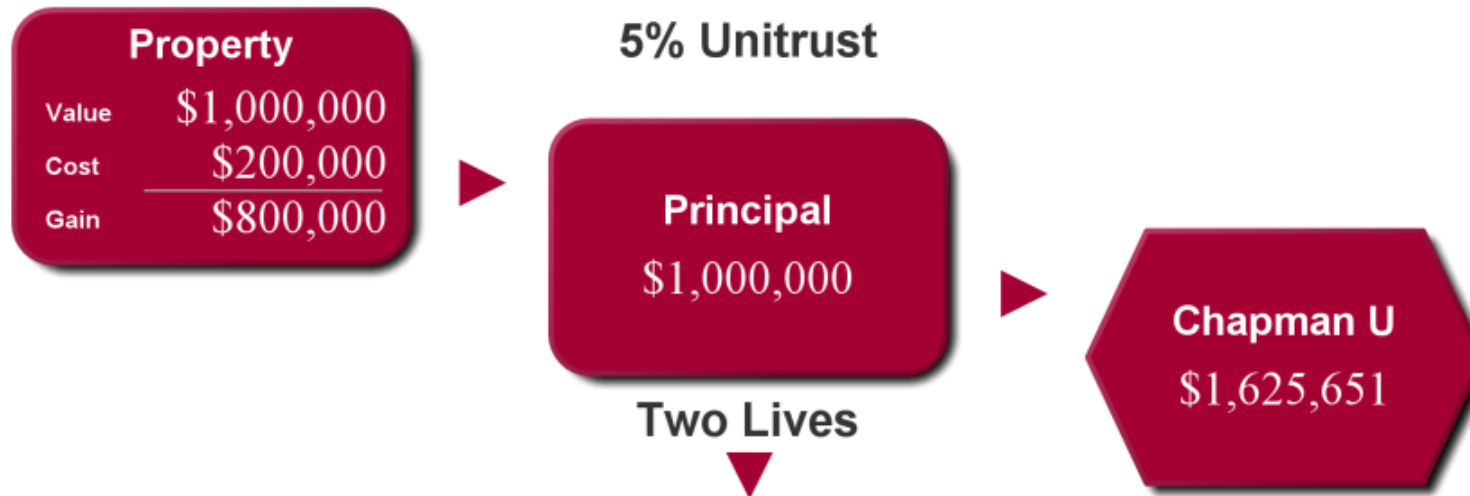 Property
Value $1,000,000
Cost $200,000
Gain $800,000
5% Unitrust
Principal
$1,000,000
Two Lives
Chapman U
$1,625,651